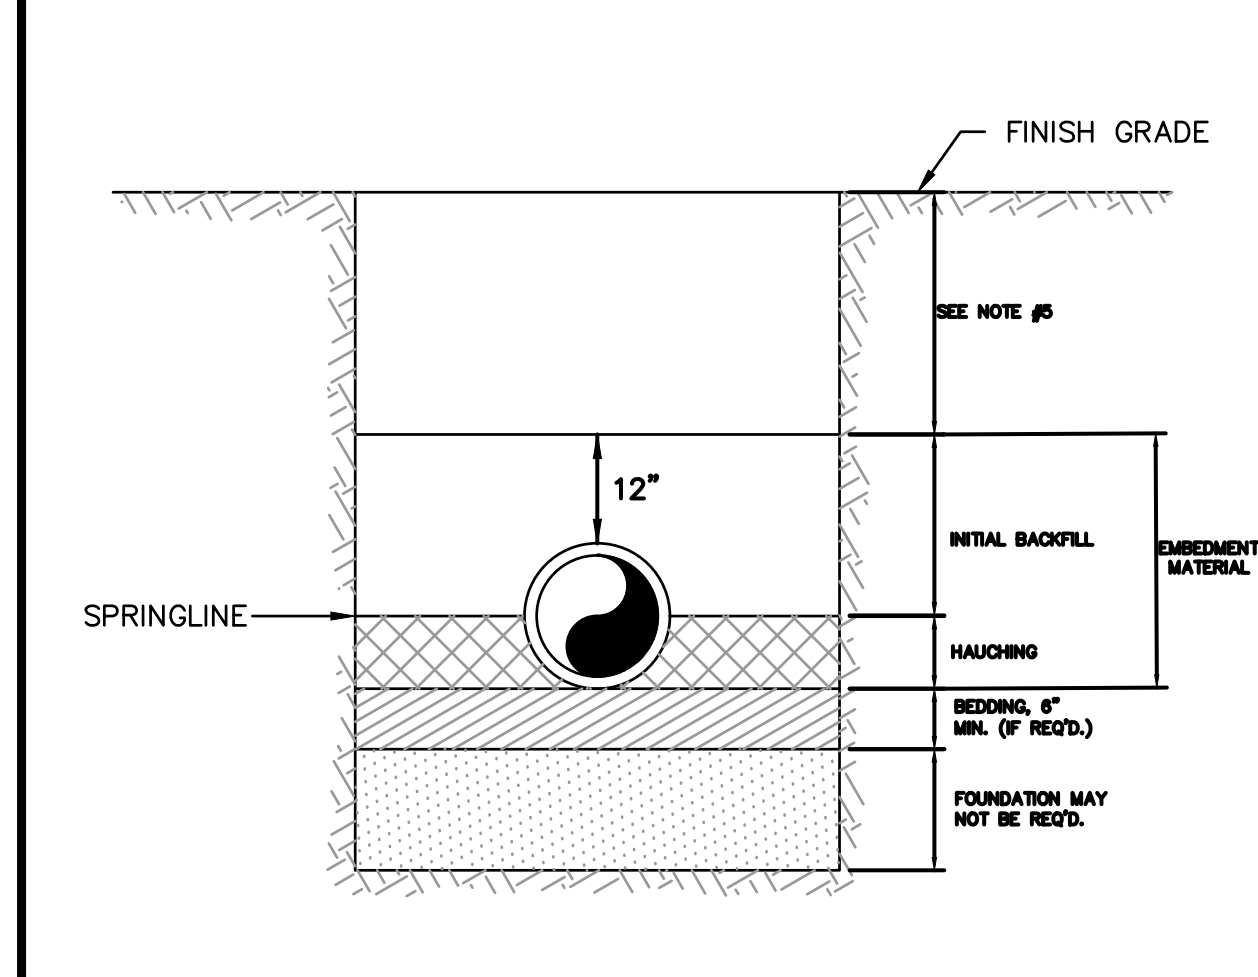 FINISH GRADE
SEE NOTE #5
12”
INITIAL BACKFILL
EMBEDMENT
MATERIAL
SPRINGLINE
HAUCHING
BEDDING, 6”
MIN. (IF REQ'D.)
FOUNDATION MAY
NOT BE REQ'D.